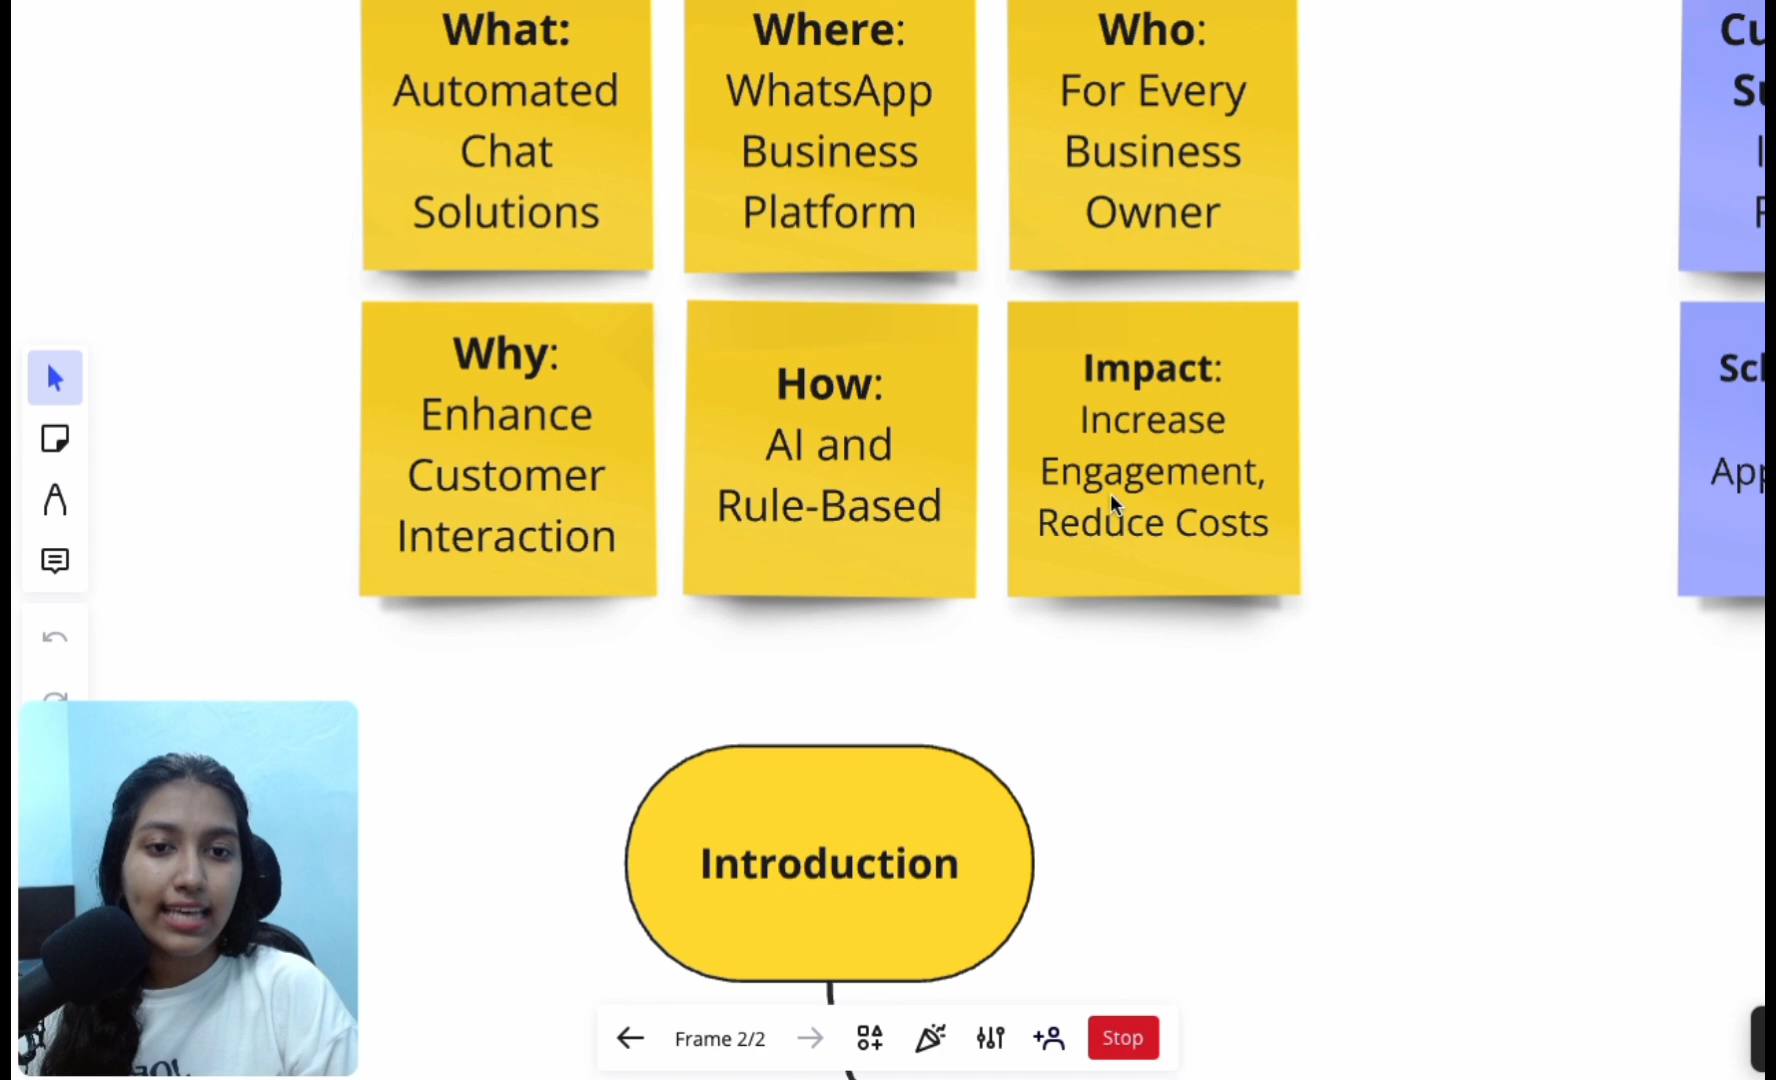 What:
Automated
Chat
Solutions
Where:
WhatsApp
Business
Platform
Who:
For Every
Business
Owner
Why:
Enhance
Customer
Interaction
How:
AI and
Rule-Based
Impact:
Increase
Engagement,
Reduce Costs
Introduction
Frame 2/2
Stop